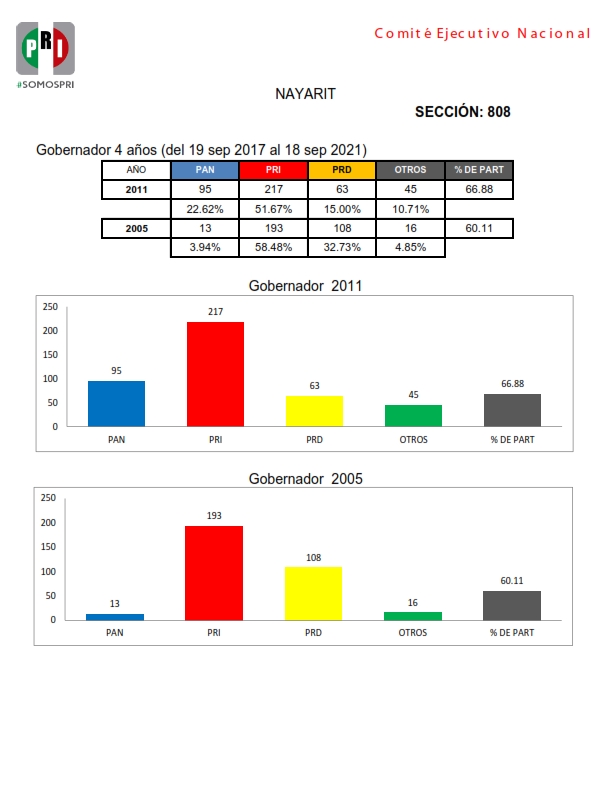 PRI
#SOMOSPRI
Comité Ejecutivo Nacional
NAYARIT
SECCIÓN: 808
Gobernador 4 años (del 19 sep 2017 al 18 sep 2021)
AÑO PAN PRI PRD OTROS % DE PART
2011 95 217 63 45 66.88
22.62% 51.67% 15.00% 10.71%
2005 13 193 108 16 60.11
3.94% 58.48% 32.73% 4.85%
Gobernador 2011
250
200
150
100
50
0
95 217 63 45 66.88
PAN PRI PRD OTROS % DE PART
Gobernador 2005
250
200
150
100
50
0
13 193 108 16 60.11
PAN PRI PRD OTROS % DE PART